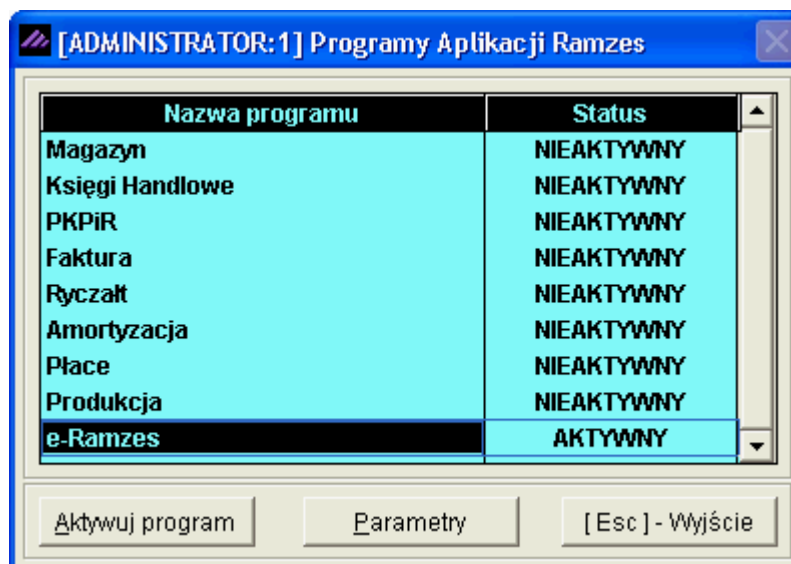 [ADMINISTRATOR:1] Programy Aplikacji Ramzes
Nazwa programu Status
Magazyn NIEAKTYWNY
Księgi Handlowe NIEAKTYWNY
PKPiR NIEAKTYWNY
Faktura NIEAKTYWNY
Ryczałt NIEAKTYWNY
Amortyzacja NIEAKTYWNY
Płace NIEAKTYWNY
Produkcja NIEAKTYWNY
e-Ramzes AKTYWNY
Aktywuj program Parametry [ Esc ] - Wyjście